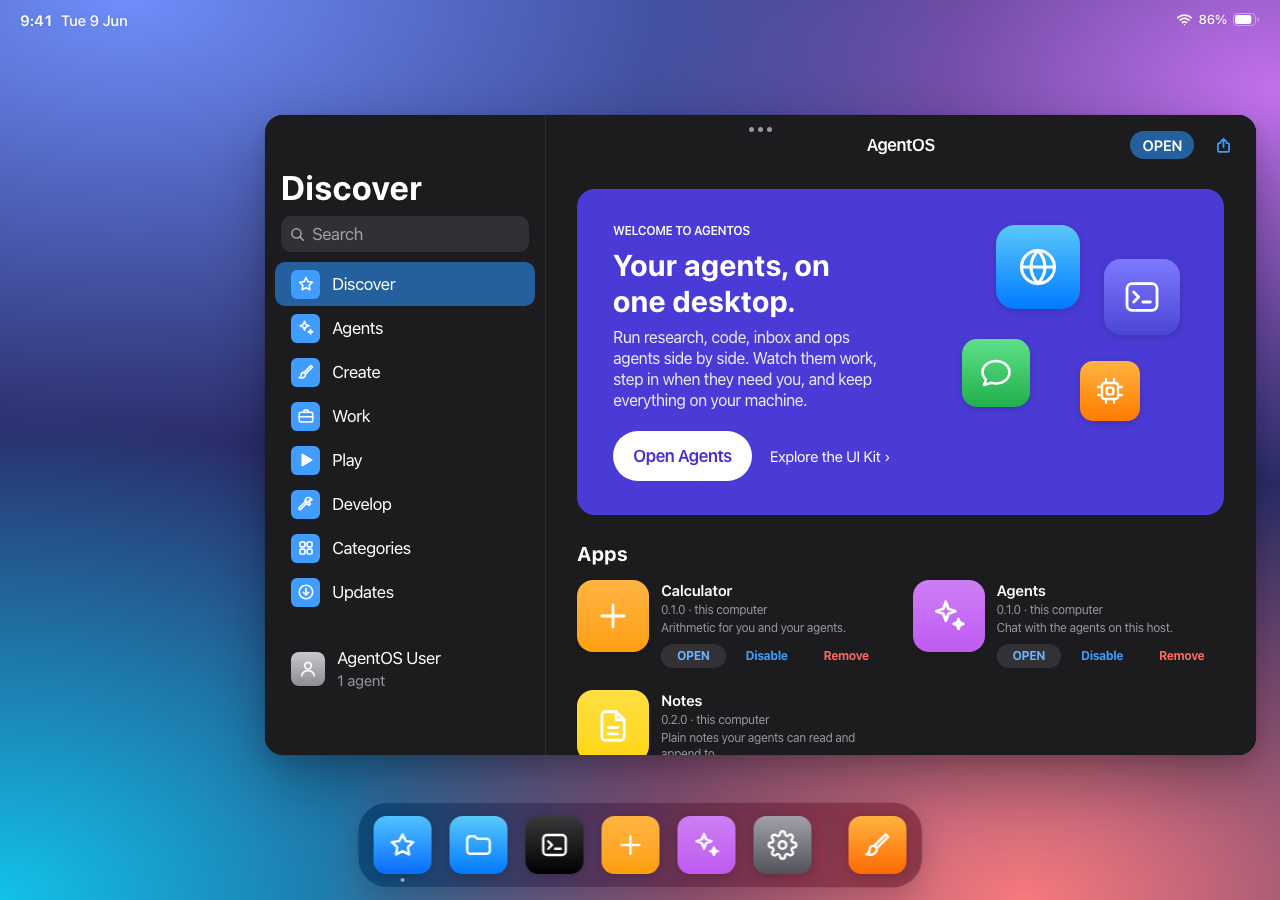 9:41 Tue 9 Jun
86%
AgentOS
OPEN
Discover
Search
Discover
Agents
Create
Work
Play
Develop
Categories
Updates
AgentOS User
1 agent
WELCOME TO AGENTOS
Your agents, on
one desktop.
Run research, code, inbox and ops
agents side by side. Watch them work,
step in when they need you, and keep
everything on your machine.
Open Agents
Explore the UI Kit ›
Apps
Calculator
0.1.0 · this computer
Arithmetic for you and your agents.
OPEN Disable Remove
Agents
0.1.0 · this computer
Chat with the agents on this host.
OPEN Disable Remove
Notes
0.2.0 · this computer
Plain notes your agents can read and
append to